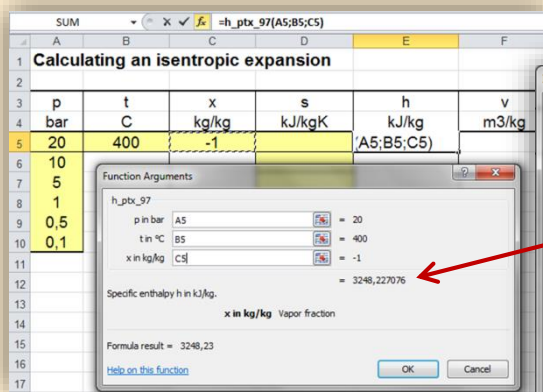 SUM =h_ptx_97(A5;B5;C5)
A B C D E F
1 Calculating an isentropic expansion
2
3 p t x s h v
4 bar C kg/kg kJ/kgK kJ/kg m3/kg
5 20 400 -1 ;A5;B5;C5)
6 10
7 5
8 1
9 0,5
10 0,1
11
12
13
14
15
16
17
Function Arguments
h_ptx_97
p in bar A5 = 20
t in °C B5 = 400
x in kg/kg C5 = -1
= 3248,227076
Specific enthalpy h in kJ/kg.
x in kg/kg Vapor fraction
Formula result = 3248,23
Help on this function OK Cancel